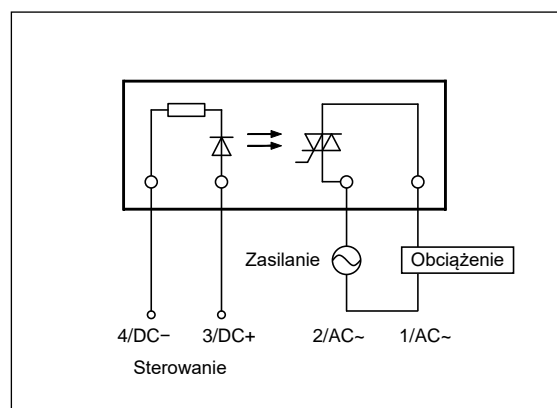 Zasilanie
Obciążenie
4/DC− 3/DC+ 2/AC~ 1/AC~
Sterowanie